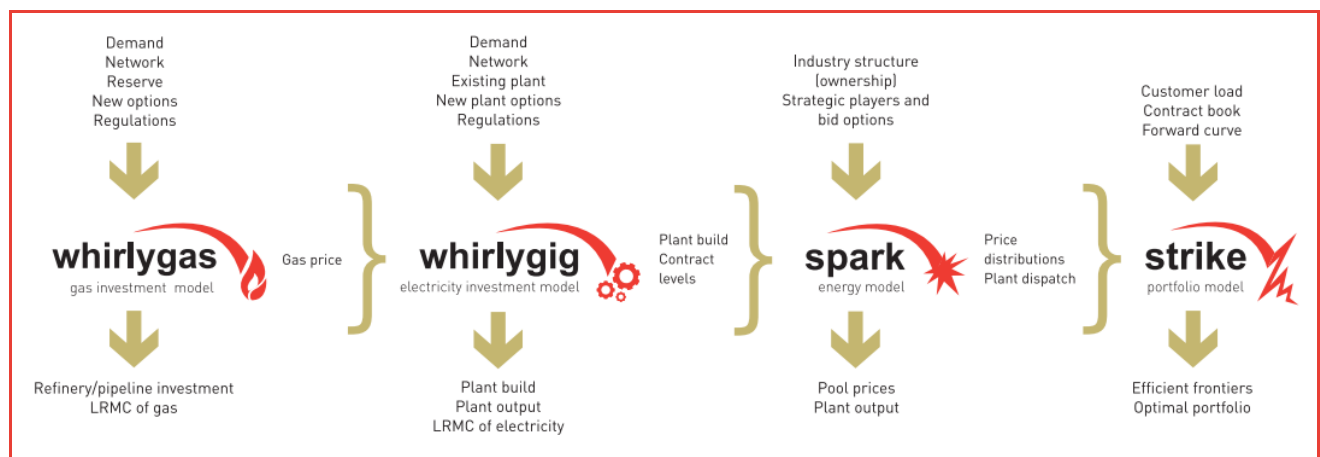 Demand
Network
Reserve
New options
Regulations
whirlygas
gas investment model
Refinery/pipeline investment
LRMC of gas
Gas price
Demand
Network
Existing plant
New plant options
Regulations
whirlygig
electricity investment model
Plant build
Plant output
LRMC of electricity
Plant build
Contract
levels
Industry structure
(ownership)
Strategic players and
bid options
spark
energy model
Pool prices
Plant output
Price
distributions
Plant dispatch
Customer load
Contract book
Forward curve
strike
portfolio model
Efficient frontiers
Optimal portfolio